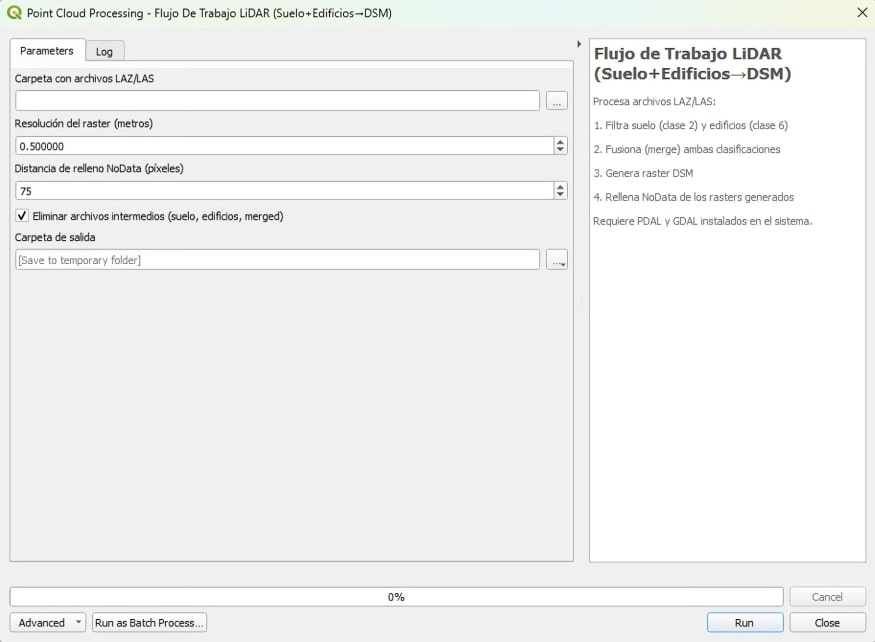 Point Cloud Processing - Flujo De Trabajo LiDAR (Suelo+Edificios→DSM)
Parameters
Log
Carpeta con archivos LAZ/LAS
...
Resolución del raster (metros)
0.500000
Distancia de relleno NoData (píxeles)
75
Eliminar archivos intermedios (suelo, edificios, merged)
Carpeta de salida
[Save to temporary folder]
...
Flujo de Trabajo LiDAR
(Suelo+Edificios→DSM)
Procesa archivos LAZ/LAS:
1. Filtra suelo (clase 2) y edificios (clase 6)
2. Fusiona (merge) ambas clasificaciones
3. Genera raster DSM
4. Rellena NoData de los rasters generados
Requiere PDAL y GDAL instalados en el sistema.
0%
Cancel
Advanced
Run as Batch Process...
Run
Close